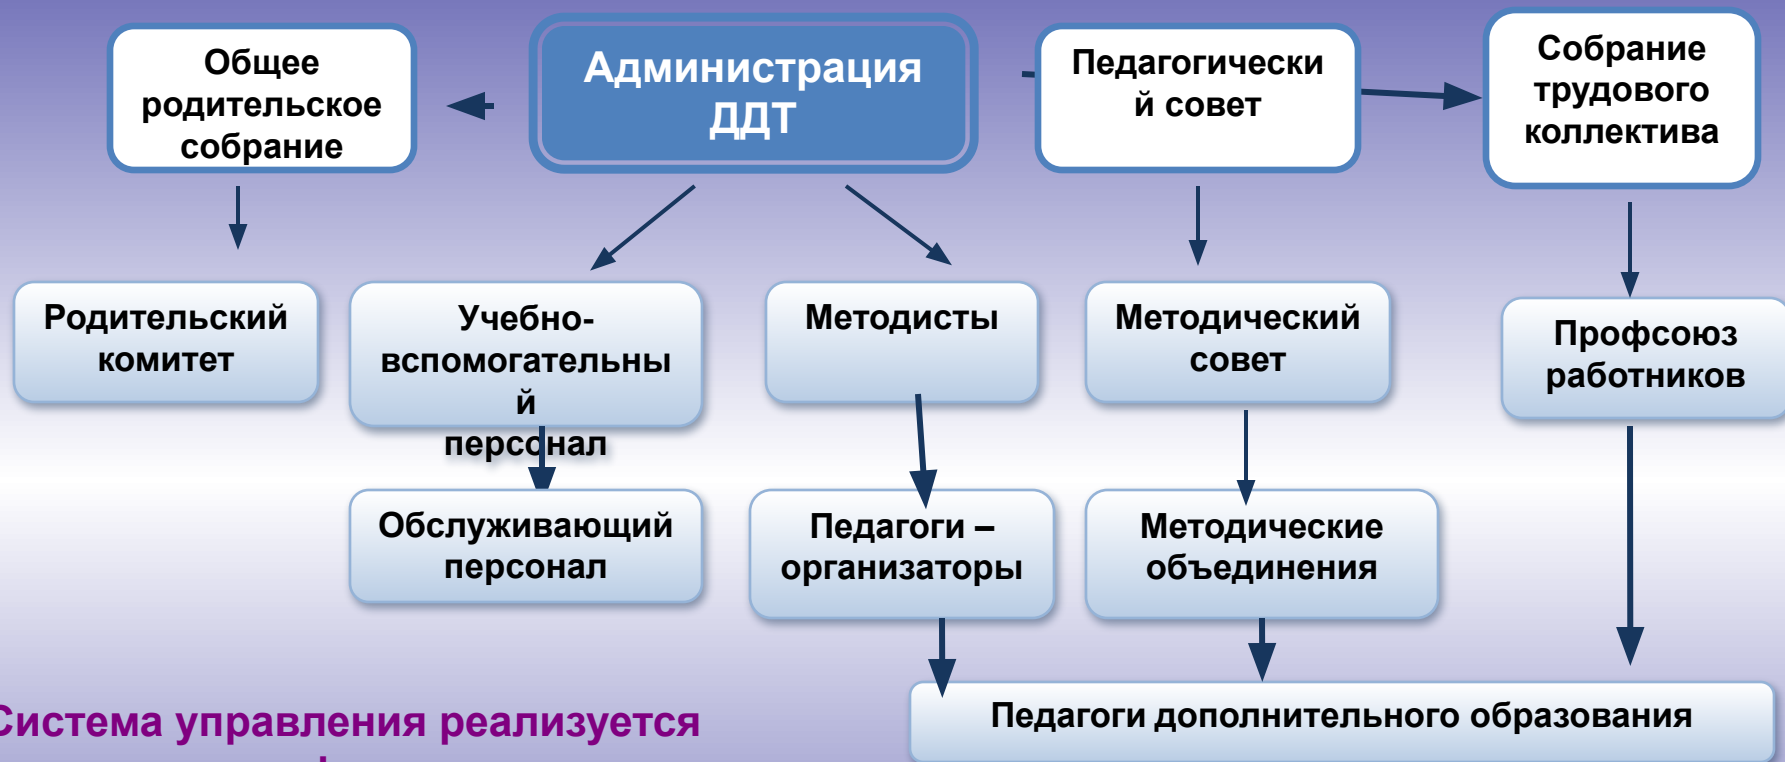 Общее
родительское
собрание
Администрация
ДДТ
Педагогически
й совет
Собрание
трудового
коллектива
Родительский
комитет
Учебно-
вспомогательны
й
персонал
Методисты
Методический
совет
Профсоюз
работников
Обслуживающий
персонал
Педагоги –
организаторы
Методические
объединения
Педагоги дополнительного образования
Система управления реализуется